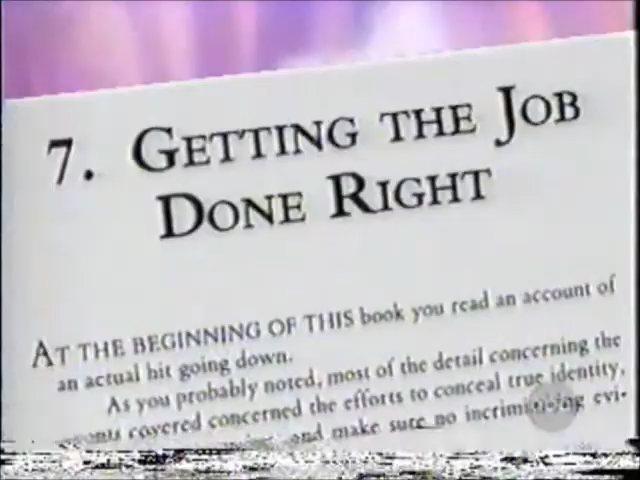 7. GETTING THE JOB
DONE RIGHT
AT THE BEGINNING OF THIS book you read an account of
an actual hit going down.
As you probably noted, most of the detail concerning the
covered concerned the efforts to conceal true identity,
and make sure no incriminating evi-